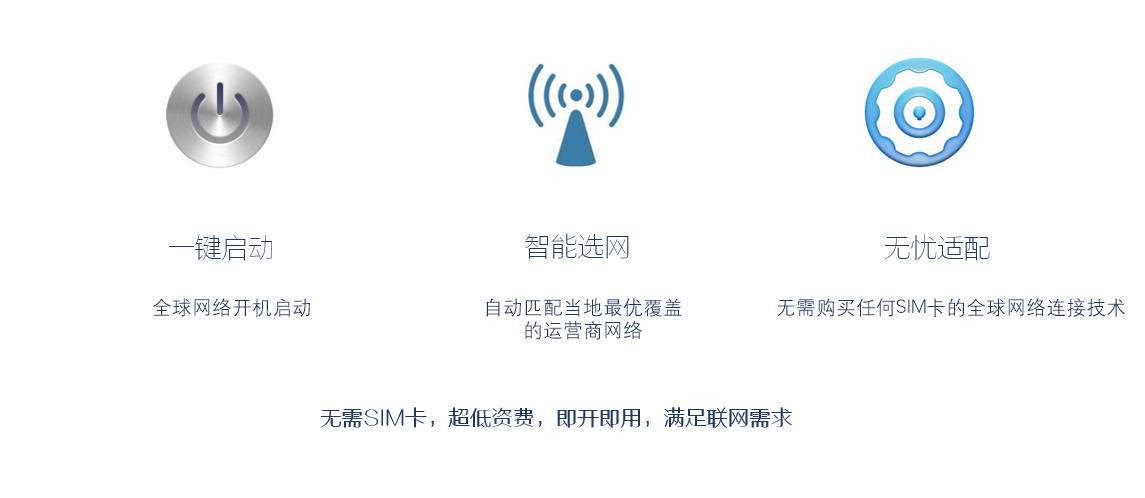 一键启动
智能选网
无忧适配
全球网络开机启动
自动匹配当地最优覆盖
的运营商网络
无需购买任何SIM卡的全球网络连接技术
无需SIM卡，超低资费，即开即用，满足联网需求